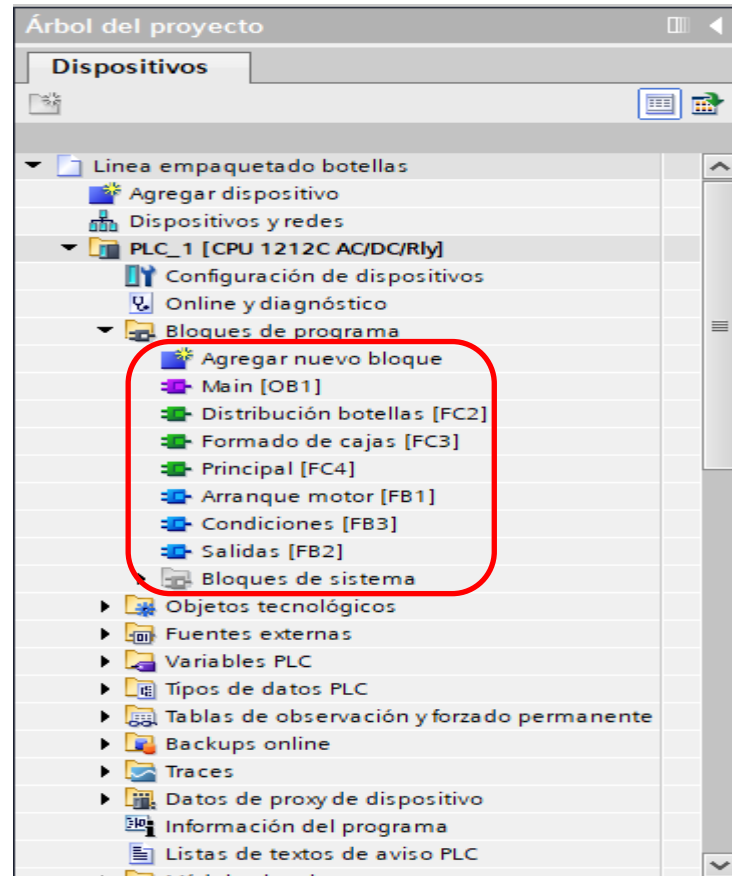 Árbol del proyecto
Dispositivos
Linea empaquetado botellas
Agregar dispositivo
Dispositivos y redes
PLC_1 [CPU 1212C AC/DC/Rly]
Configuración de dispositivos
Online y diagnóstico
Bloques de programa
Agregar nuevo bloque
Main [OB1]
Distribución botellas [FC2]
Formado de cajas [FC3]
Principal [FC4]
Arranque motor [FB1]
Condiciones [FB3]
Salidas [FB2]
Bloques de sistema
Objetos tecnológicos
Fuentes externas
Variables PLC
Tipos de datos PLC
Tablas de observación y forzado permanente
Backups online
Traces
Datos de proxy de dispositivo
Información del programa
Listas de textos de aviso PLC